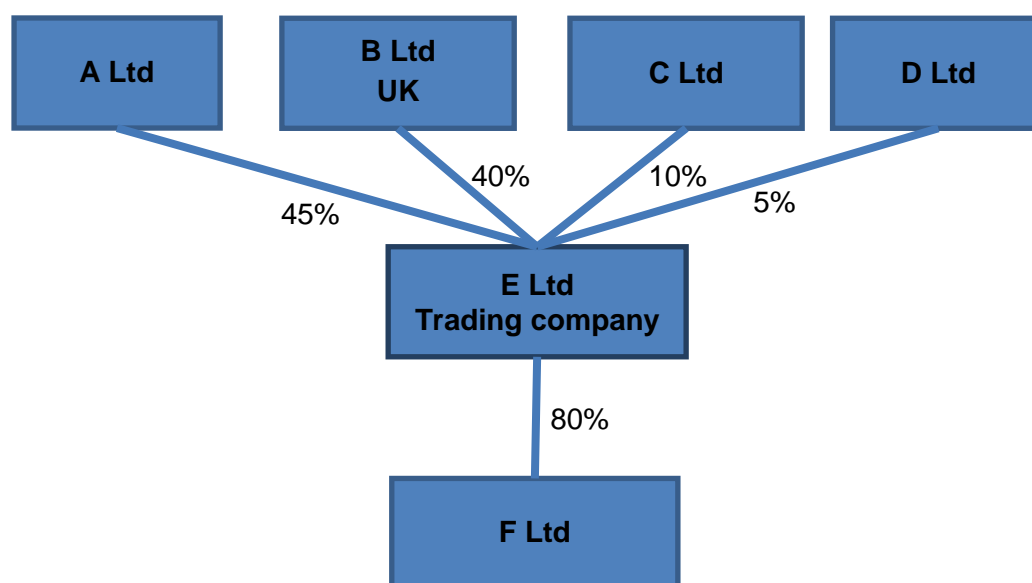 A Ltd
B Ltd
UK
C Ltd
D Ltd
40%
10%
45%
5%
E Ltd
Trading company
80%
F Ltd